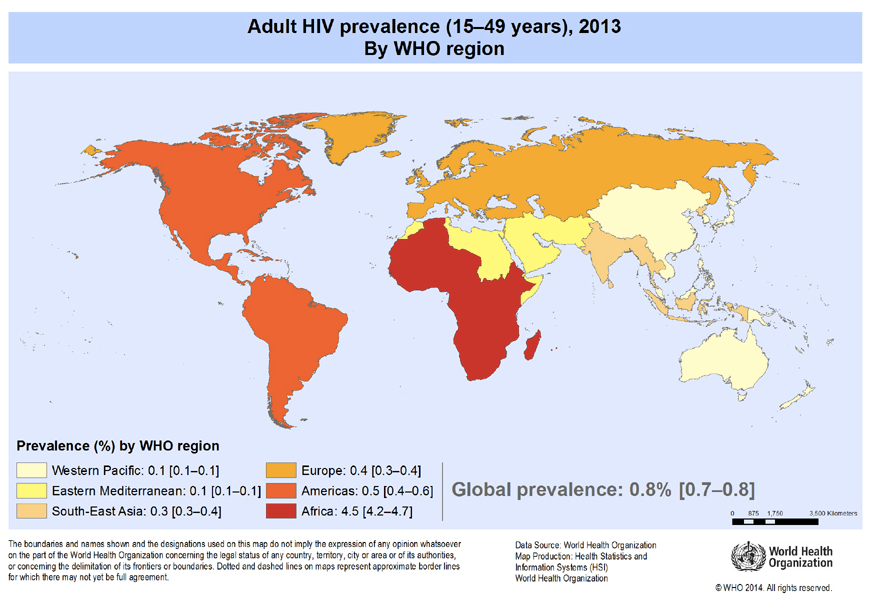 Adult HIV prevalence (15–49 years), 2013
By WHO region
Prevalence (%) by WHO region
Western Pacific: 0.1 [0.1–0.1]
Eastern Mediterranean: 0.1 [0.1–0.1]
South-East Asia: 0.3 [0.3–0.4]
Europe: 0.4 [0.3–0.4]
Americas: 0.5 [0.4–0.6]
Africa: 4.5 [4.2–4.7]
Global prevalence: 0.8% [0.7–0.8]
0 875 1,750 3,500 Kilometers
The boundaries and names shown and the designations used on this map do not imply the expression of any opinion whatsoever
on the part of the World Health Organization concerning the legal status of any country, territory, city or area or of its authorities,
or concerning the delimitation of its frontiers or boundaries. Dotted and dashed lines on maps represent approximate border lines
for which there may not yet be full agreement.
Data Source: World Health Organization
Map Production: Health Statistics and
Information Systems (HSI)
World Health Organization
World Health
Organization
© WHO 2014. All rights reserved.